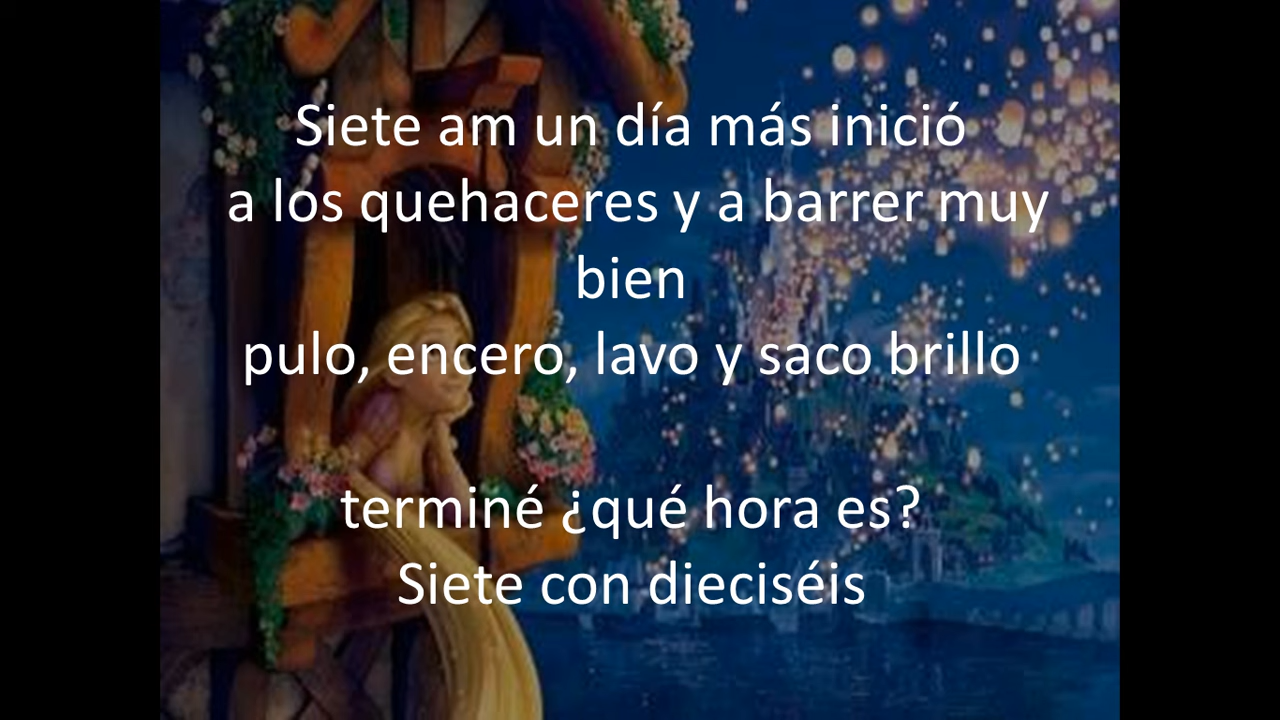 Siete am un día más inició
a los quehaceres y a barrer muy
bien
pulo, encero, lavo y saco brillo
terminé ¿qué hora es?
Siete con dieciséis